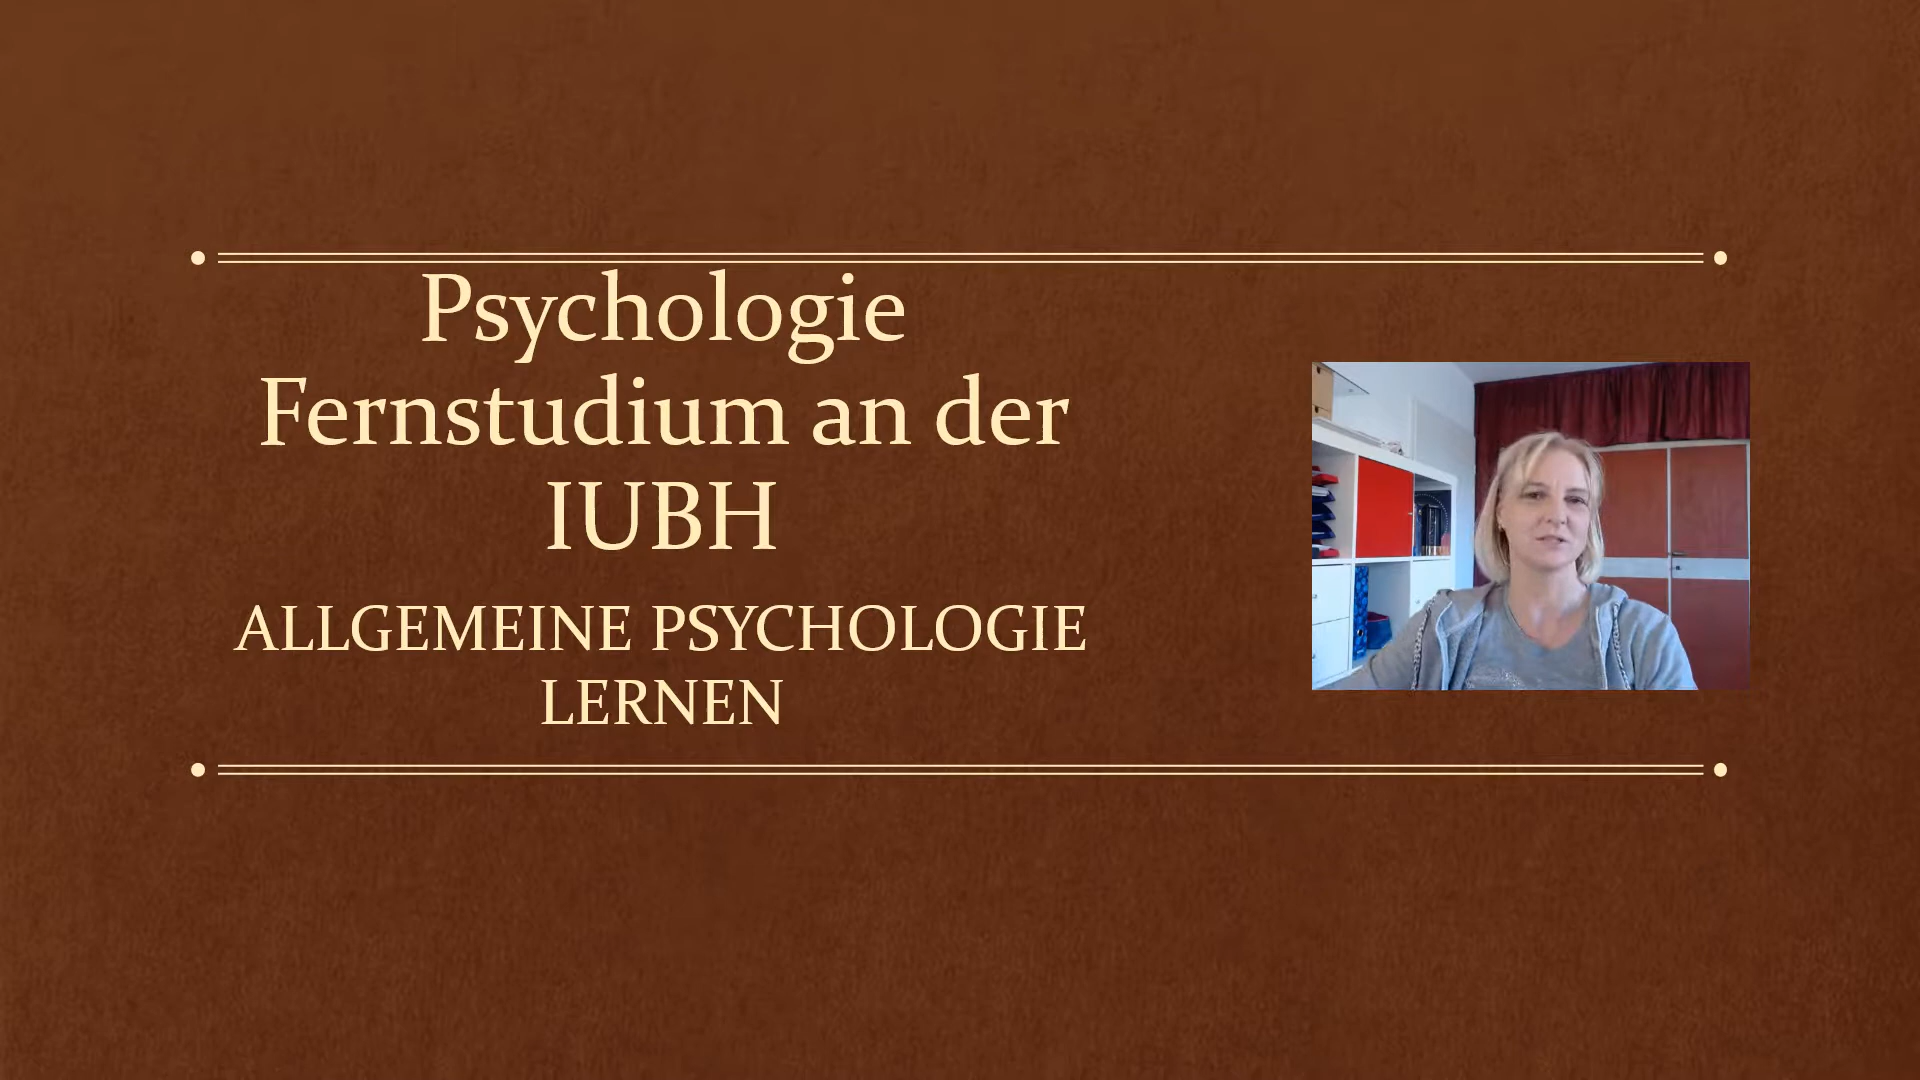 Psychologie
Fernstudium an der
IUBH
ALLGEMEINE PSYCHOLOGIE
LERNEN